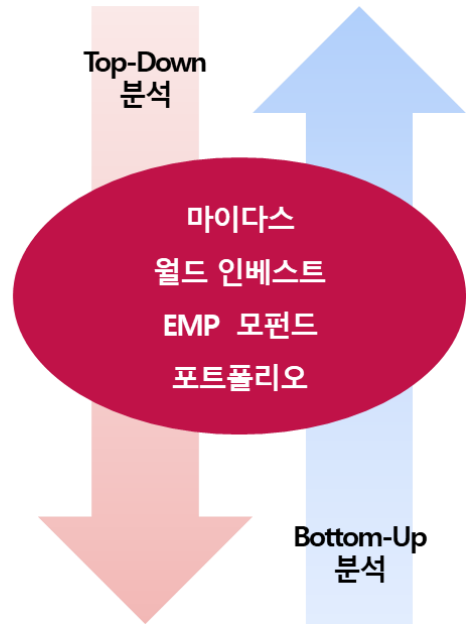 Top-Down
분석
마이다스
월드 인베스트
EMP 모펀드
포트폴리오
Bottom-Up
분석